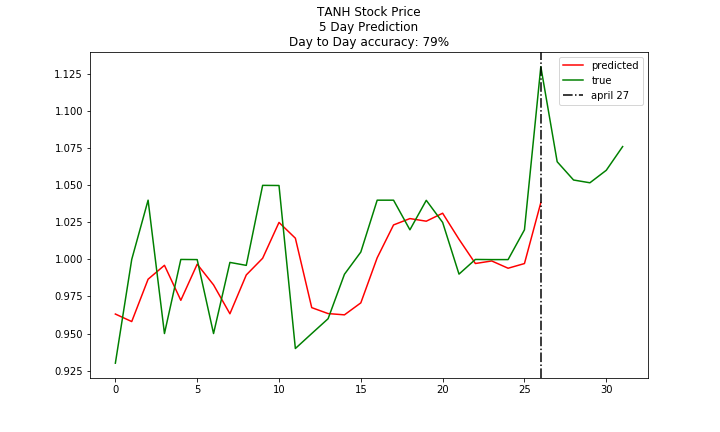 TANH Stock Price
5 Day Prediction
Day to Day accuracy: 79%
predicted
true
april 27
1.125
1.100
1.075
1.050
1.025
1.000
0.975
0.950
0.925
0 5 10 15 20 25 30